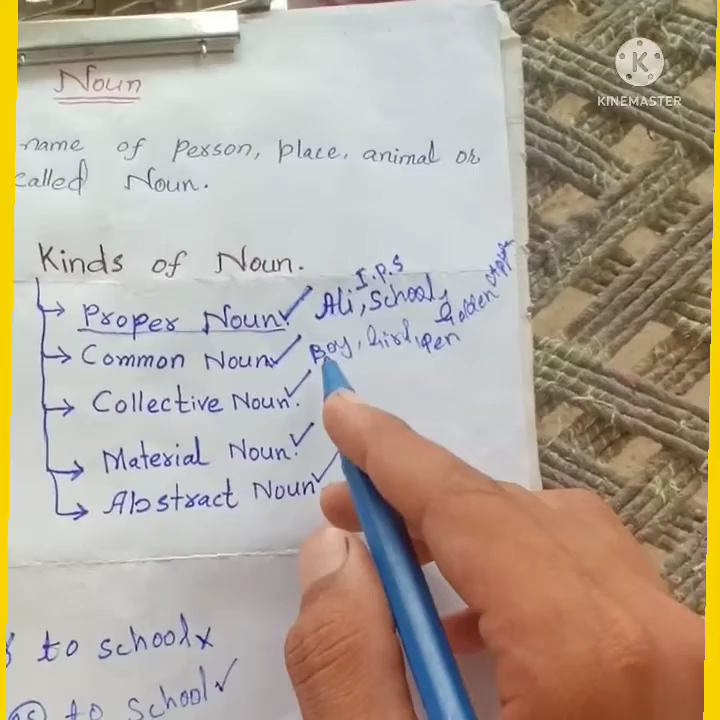 Noun
name of person, place, animal or
called Noun.
Kinds of Noun.
I.P.S
Proper Noun. Ali, School, Golden
Common Noun Boy, Girl, Pen
Collective Noun.
Material Noun.
Abstract Noun
to school x
to school ✓
K
KINEMASTER